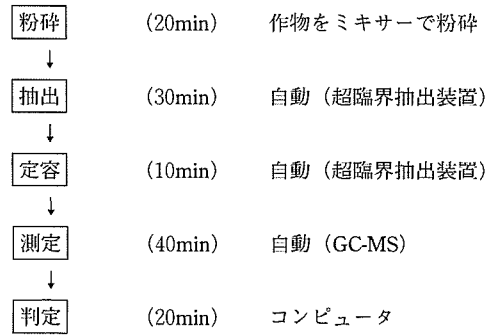 粉砕 (20min) 作物をミキサーで粉砕
↓
抽出 (30min) 自動（超臨界抽出装置）
↓
定容 (10min) 自動（超臨界抽出装置）
↓
測定 (40min) 自動（GC-MS）
↓
判定 (20min) コンピュータ